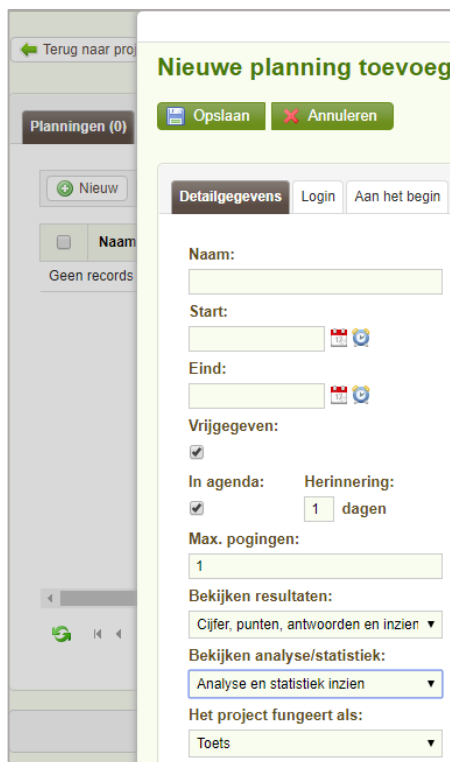 Terug naar proj
Nieuwe planning toevoeg
Opslaan Annuleren
Planningen (0)
Nieuw
Detailgegevens Login Aan het begin
Naam
Geen records
Naam:
Start:
Eind:
Vrijgegeven:
In agenda: Herinnering:
1 dagen
Max. pogingen:
1
Bekijken resultaten:
Cijfer, punten, antwoorden en inzien
Bekijken analyse/statistiek:
Analyse en statistiek inzien
Het project fungeert als:
Toets